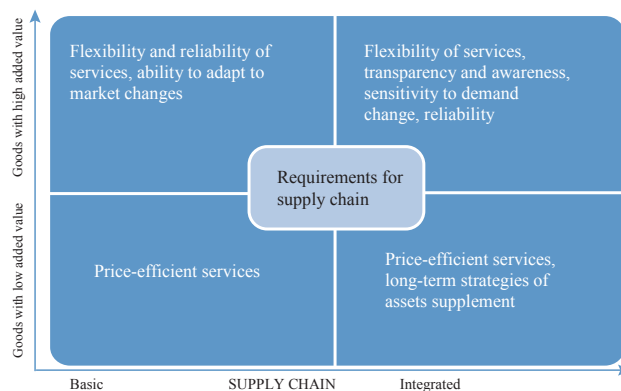 Goods with high added value
Flexibility and reliability of
services, ability to adapt to
market changes
Flexibility of services,
transparency and awareness,
sensitivity to demand
change, reliability
Requirements for
supply chain
Goods with low added value
Price-efficient services
Price-efficient services,
long-term strategies of
assets supplement
Basic
SUPPLY CHAIN
Integrated